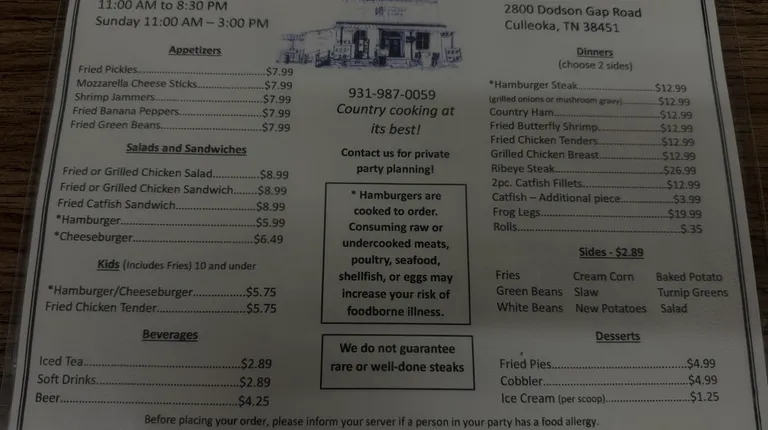 11:00 AM to 8:30 PM
Sunday 11:00 AM – 3:00 PM
Appetizers
Fried Pickles...$7.99
Mozzarella Cheese Sticks...$7.99
Shrimp Jammers...$7.99
Fried Banana Peppers...$7.99
Fried Green Beans...$7.99
Salads and Sandwiches
Fried or Grilled Chicken Salad...$8.99
Fried or Grilled Chicken Sandwich...$8.99
Fried Catfish Sandwich...$8.99
*Hamburger...$5.99
*Cheeseburger...$6.49
Kids (Includes Fries) 10 and under
*Hamburger/Cheeseburger...$5.75
Fried Chicken Tender...$5.75
Beverages
Iced Tea...$2.89
Soft Drinks...$2.89
Beer...$4.25
931-987-0059
Country cooking at
its best!
Contact us for private
party planning!
* Hamburgers are
cooked to order.
Consuming raw or
undercooked meats,
poultry, seafood,
shellfish, or eggs may
increase your risk of
foodborne illness.
We do not guarantee
rare or well-done steaks
2800 Dodson Gap Road
Culleoka, TN 38451
Dinners
(choose 2 sides)
*Hamburger Steak...$12.99
(grilled onions or mushroom gravy)...$12.99
Country Ham...$12.99
Fried Butterfly Shrimp...$12.99
Fried Chicken Tenders...$12.99
Grilled Chicken Breast...$12.99
Ribeye Steak...$26.99
2pc. Catfish Fillets...$12.99
Catfish – Additional piece...$3.99
Frog Legs...$19.99
Rolls...$.35
Sides - $2.89
Fries Cream Corn Baked Potato
Green Beans Slaw Turnip Greens
White Beans New Potatoes Salad
Desserts
Fried Pies...$4.99
Cobbler...$4.99
Ice Cream (per scoop)...$1.25
Before placing your order, please inform your server if a person in your party has a food allergy.